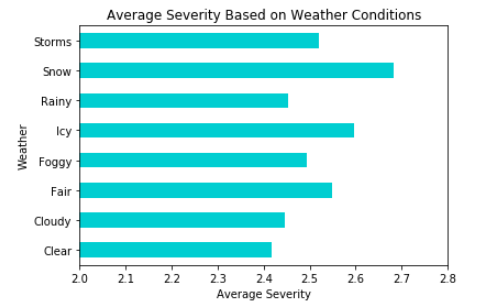 Average Severity Based on Weather Conditions
Weather
Storms
Snow
Rainy
Icy
Foggy
Fair
Cloudy
Clear
2.0 2.1 2.2 2.3 2.4 2.5 2.6 2.7 2.8
Average Severity